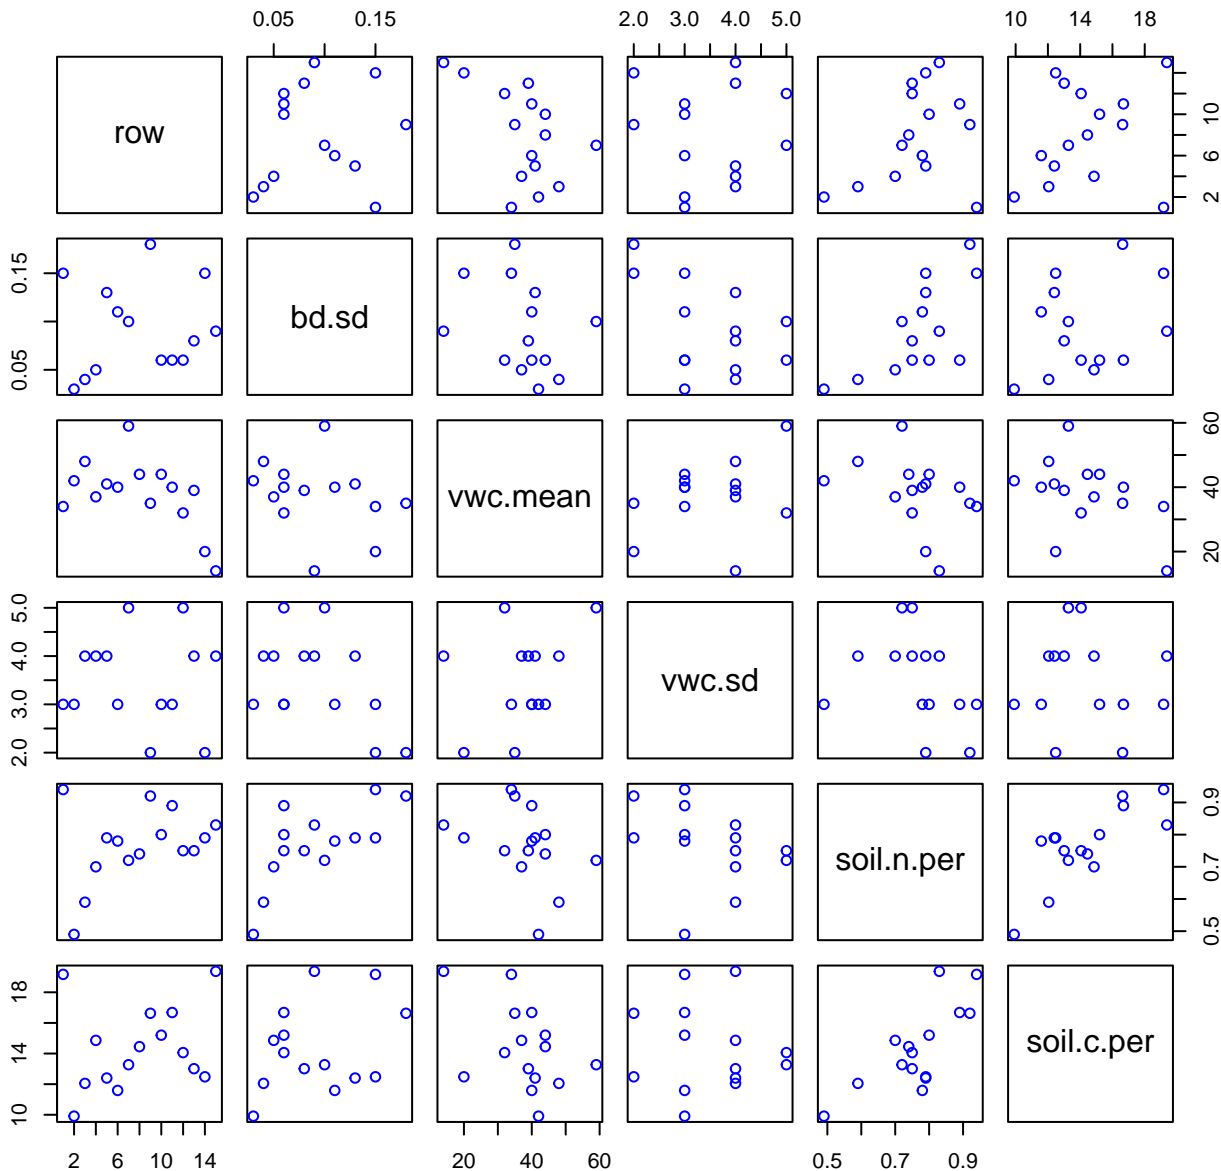 0.05 0.15 2.0 3.0 4.0 5.0 10 14 18
row 2 6 10
0.05 0.15 bd.sd
vwc.mean 20 40 60
2.0 3.0 4.0 5.0 vwc.sd
soil.n.per 0.5 0.7 0.9
10 14 18 soil.c.per
2 6 10 14 20 40 60 0.5 0.7 0.9